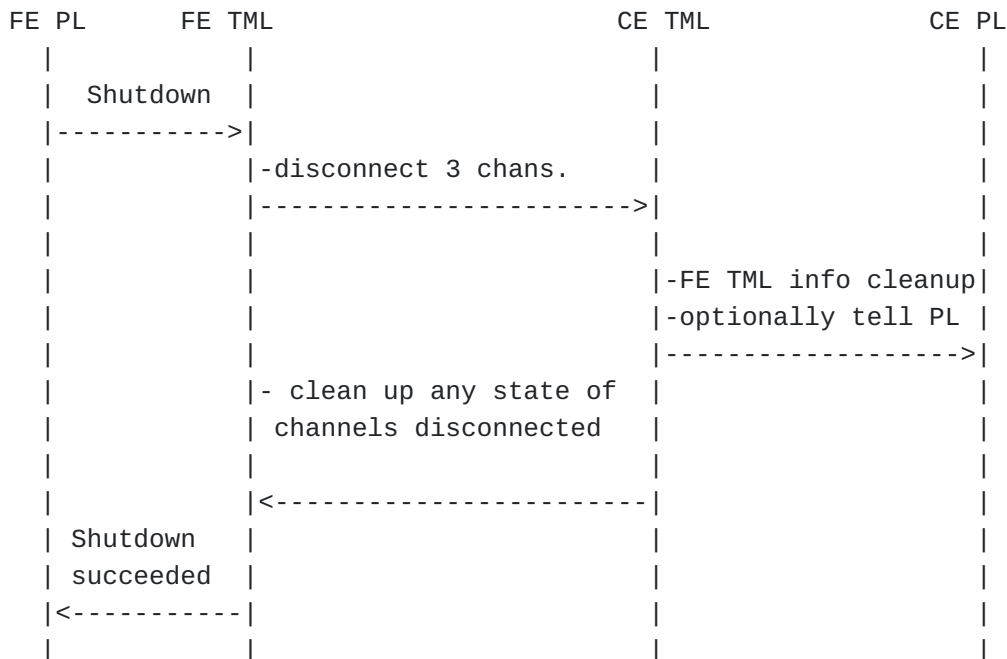 FE PL FE TML CE TML CE PL
Shutdown
-disconnect 3 chans.
-FE TML info cleanup
-optionally tell PL
- clean up any state of
channels disconnected
Shutdown
succeeded